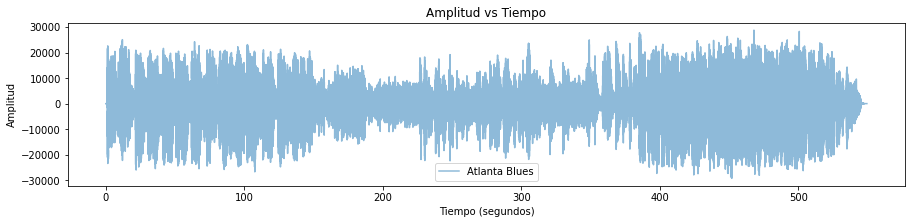 Amplitud vs Tiempo
30000
20000
10000
0
−10000
−20000
−30000
Amplitud
Atlanta Blues
0 100 200 300 400 500
Tiempo (segundos)